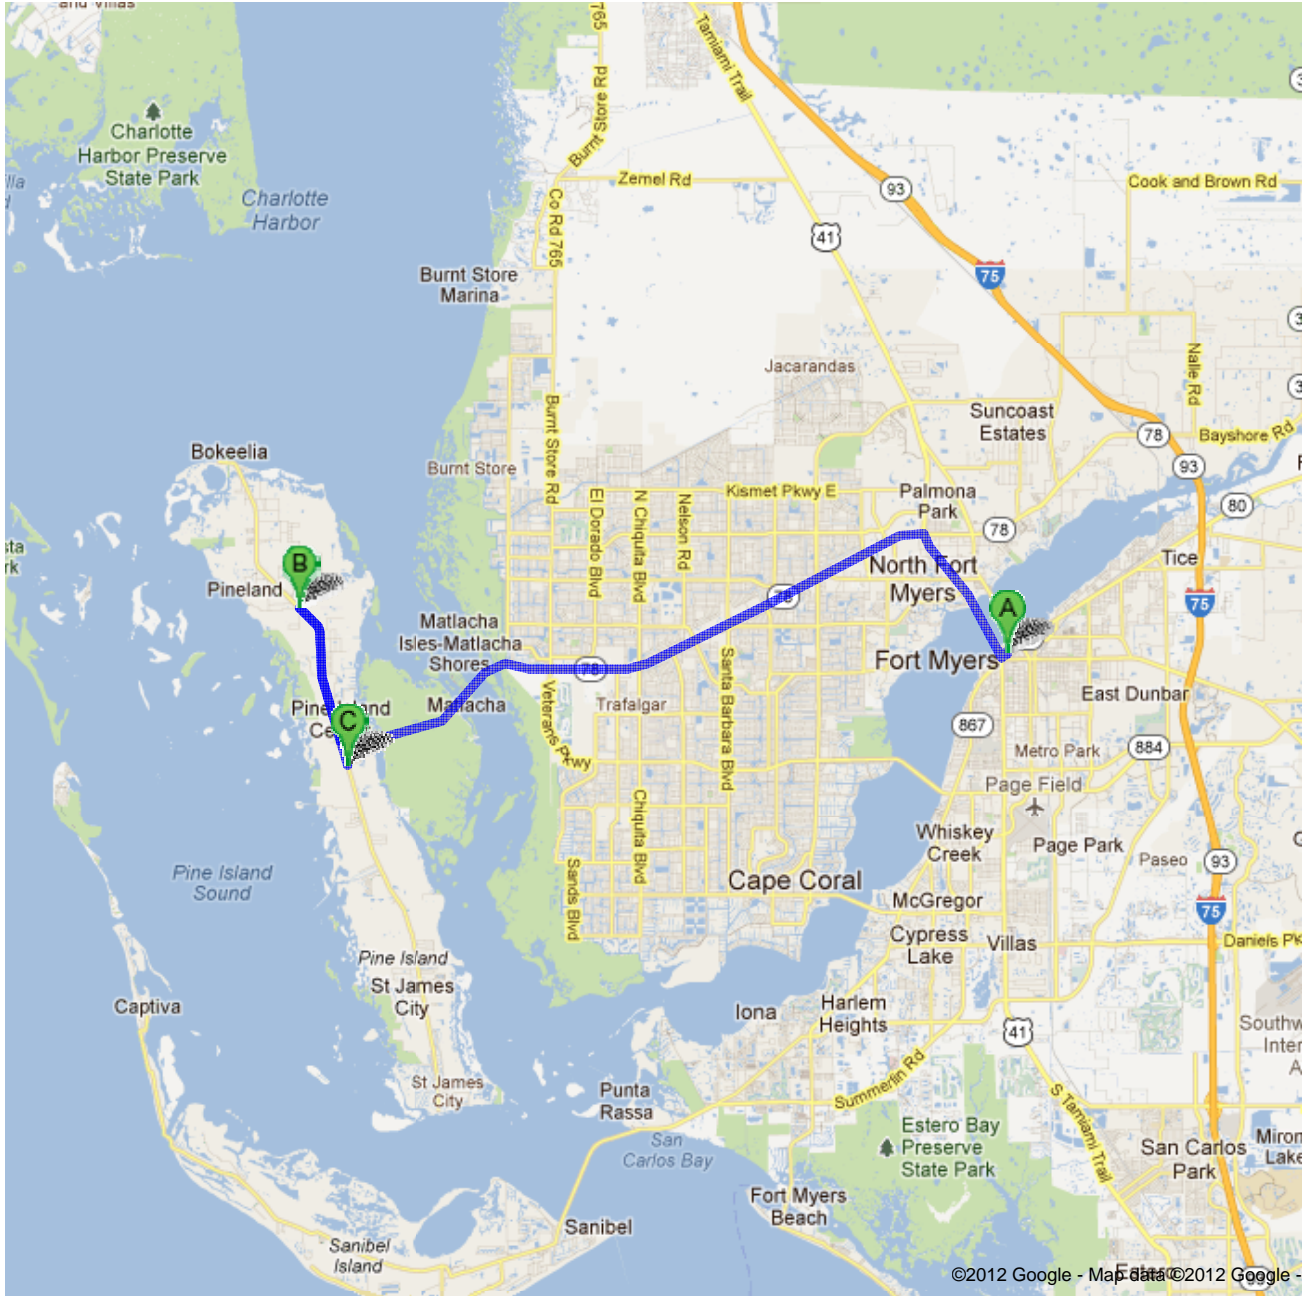 and Villas
765
Tamiami Trail
Burnt Store Rd
Charlotte
Harbor Preserve
State Park
Charlotte
Harbor
Zemel Rd
93
Cook and Brown Rd
Co Rd 765
41
75
Burnt Store
Marina
Nalle Rd
Jacarandas
Suncoast
Estates
Burnt Store Rd
78
Bayshore Rd
93
Bokeelia
Burnt Store
El Dorado Blvd
N Chiquita Blvd
Nelson Rd
Kismet Pkwy E
Palmona
Park
78
80
Tice
B
Pineland
North Fort
Myers
78
75
A
Matlacha
Isles-Matlacha
Shores
Fort Myers
78
Santa Barbara Blvd
East Dunbar
Veterans Pkwy
Trafalgar
Matlacha
Pine Island
C
867
884
Metro Park
Page Field
Chiquita Blvd
Whiskey
Creek
Page Park
Paseo
93
Pine Island
Sound
Sands Blvd
Cape Coral
McGregor
75
Cypress
Lake
Villas
Daniels Pk
Pine Island
St James
City
Captiva
Iona
Harlem
Heights
41
St James
City
Punta
Rassa
Summerlin Rd
S Tamiami Trail
Estero Bay
Preserve
State Park
San
Carlos Bay
San Carlos
Park
Fort Myers
Beach
Sanibel
Sanibel
Island
©2012 Google - Map data ©2012 Google -